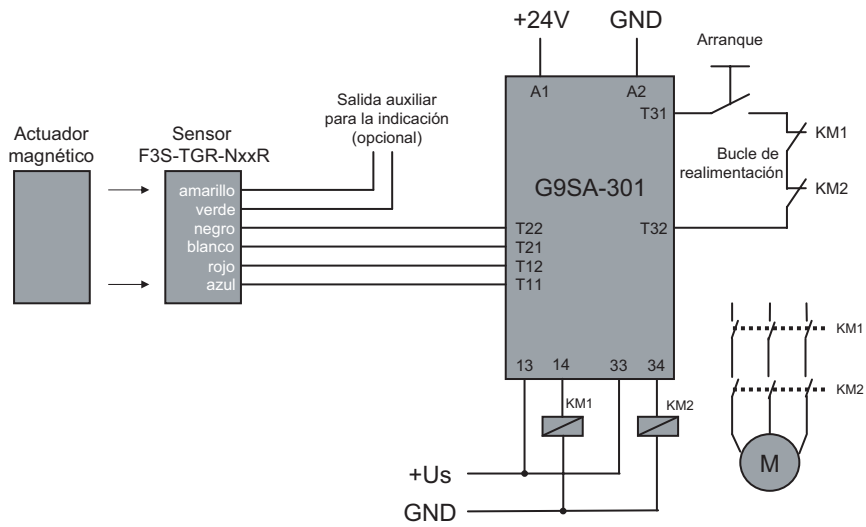 +24V
GND
Arranque
A1
A2
T31
Salida auxiliar
para la indicación
(opcional)
Actuador
magnético
Sensor
F3S-TGR-NxxR
KM1
Bucle de
realimentación
amarillo
verde
negro
blanco
rojo
azul
G9SA-301
KM2
T22
T21
T12
T11
T32
13
14
33
34
KM1
KM2
KM1
KM2
M
+Us
GND